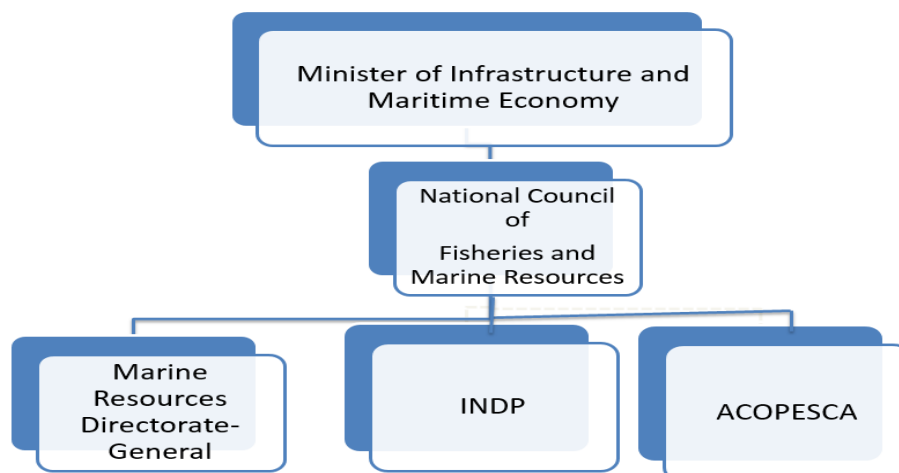 Minister of Infrastructure and
Maritime Economy
National Council
of
Fisheries and
Marine Resources
Marine
Resources
Directorate-
General
INDP
ACOPESCA